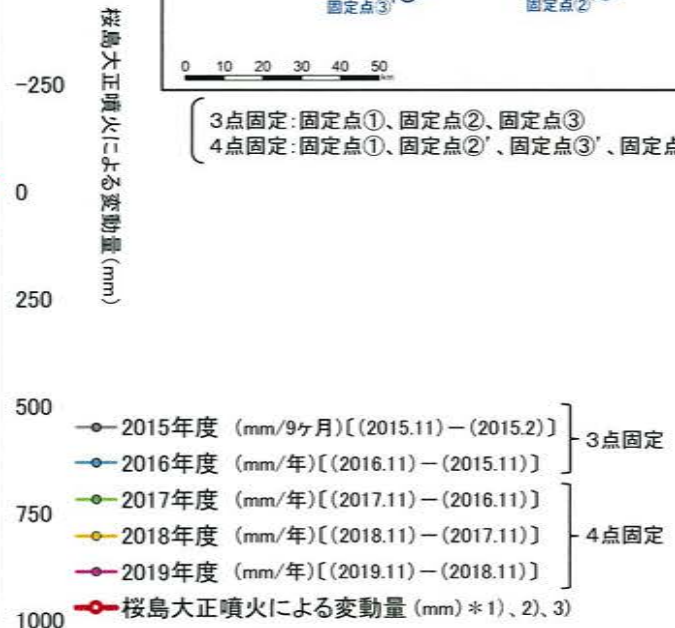 固定点③'
固定点②'
0 10 20 30 40 50
km
桜島大正噴火による変動量(mm)
-250
0
250
500
750
1000
3点固定:固定点①、固定点②、固定点③
4点固定:固定点①、固定点②'、固定点③'、固定点
2015年度 (mm/9ヶ月)[(2015.11)-(2015.2)]
2016年度 (mm/年)[(2016.11)-(2015.11)]
3点固定
2017年度 (mm/年)[(2017.11)-(2016.11)]
2018年度 (mm/年)[(2018.11)-(2017.11)]
2019年度 (mm/年)[(2019.11)-(2018.11)]
4点固定
桜島大正噴火による変動量(mm)*1)、2)、3)